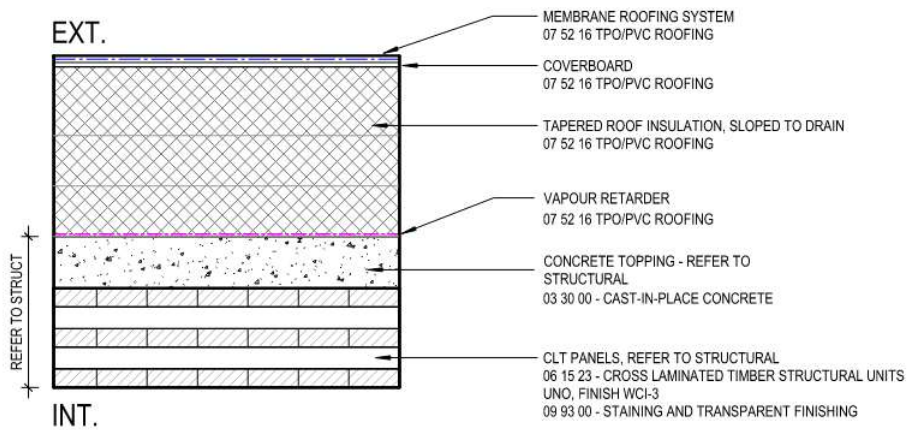 EXT.
MEMBRANE ROOFING SYSTEM
07 52 16 TPO/PVC ROOFING
COVERBOARD
07 52 16 TPO/PVC ROOFING
TAPERED ROOF INSULATION, SLOPED TO DRAIN
07 52 16 TPO/PVC ROOFING
VAPOUR RETARDER
07 52 16 TPO/PVC ROOFING
CONCRETE TOPPING - REFER TO
STRUCTURAL
03 30 00 - CAST-IN-PLACE CONCRETE
REFER TO STRUCT
CLT PANELS, REFER TO STRUCTURAL
06 15 23 - CROSS LAMINATED TIMBER STRUCTURAL UNITS
UNO, FINISH WCI-3
09 93 00 - STAINING AND TRANSPARENT FINISHING
INT.